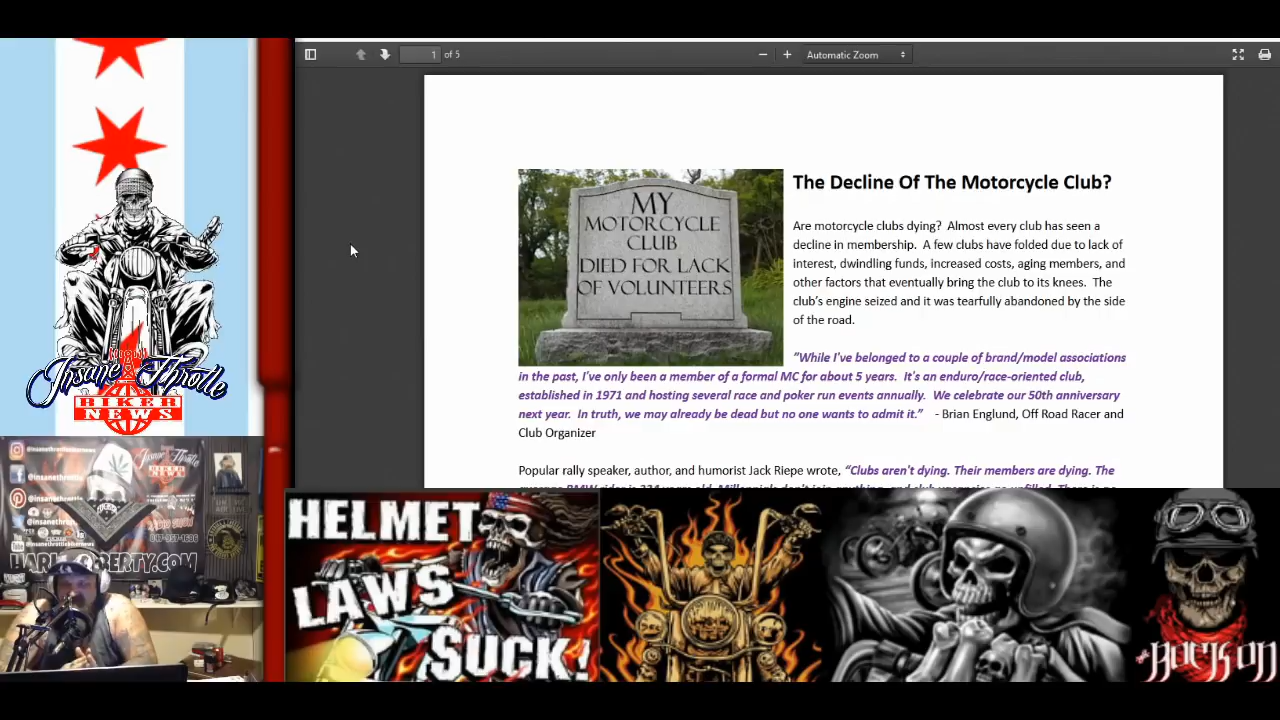 1 of 5
Automatic Zoom
MY
MOTORCYCLE
CLUB
DIED FOR LACK
OF VOLUNTEERS
The Decline Of The Motorcycle Club?
Are motorcycle clubs dying? Almost every club has seen a
decline in membership. A few clubs have folded due to lack of
interest, dwindling funds, increased costs, aging members, and
other factors that eventually bring the club to its knees. The
club's engine seized and it was tearfully abandoned by the side
of the road.
"While I've belonged to a couple of brand/model associations
in the past, I've only been a member of a formal MC for about 5 years. It's an enduro/race-oriented club,
established in 1971 and hosting several race and poker run events annually. We celebrate our 50th anniversary
next year. In truth, we may already be dead but no one wants to admit it." - Brian Englund, Off Road Racer and
Club Organizer
Popular rally speaker, author, and humorist Jack Riepe wrote, "Clubs aren't dying. Their members are dying. The
Insane Throttle
BIKER
NEWS
@insanethrottlebikernews
HELMET
LAWS
SUCK!